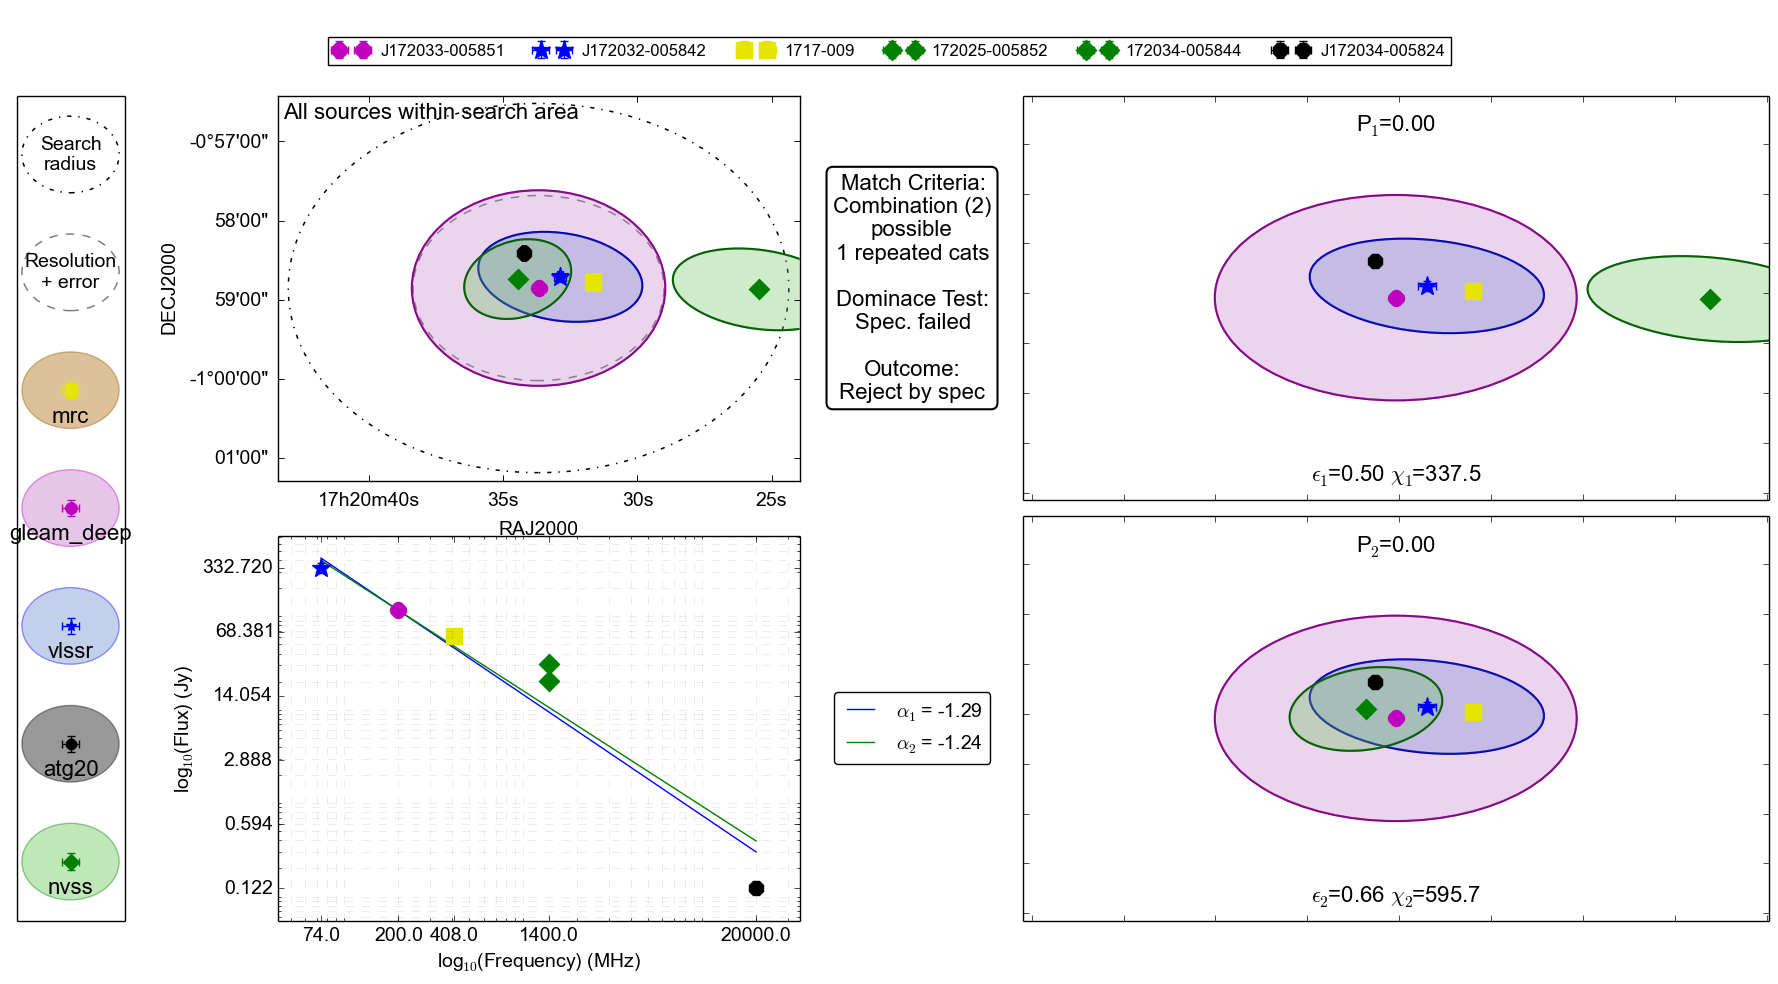 J172033-005851 J172032-005842 1717-009 172025-005852 172034-005844 J172034-005824
Search
radius
Resolution
+ error
mrc
gleam_deep
vlssr
atg20
nvss
All sources within search area
DECJ2000
-0°57'00"
58'00"
59'00"
-1°00'00"
01'00"
17h20m40s 35s 30s 25s
RAJ2000
Match Criteria:
Combination (2)
possible
1 repeated cats
Dominace Test:
Spec. failed
Outcome:
Reject by spec
P₁=0.00
ϵ₁=0.50 χ₁=337.5
log₁₀(Flux) (Jy)
332.720
68.381
14.054
2.888
0.594
0.122
74.0 200.0 408.0 1400.0 20000.0
log₁₀(Frequency) (MHz)
α₁ = -1.29
α₂ = -1.24
P₂=0.00
ϵ₂=0.66 χ₂=595.7